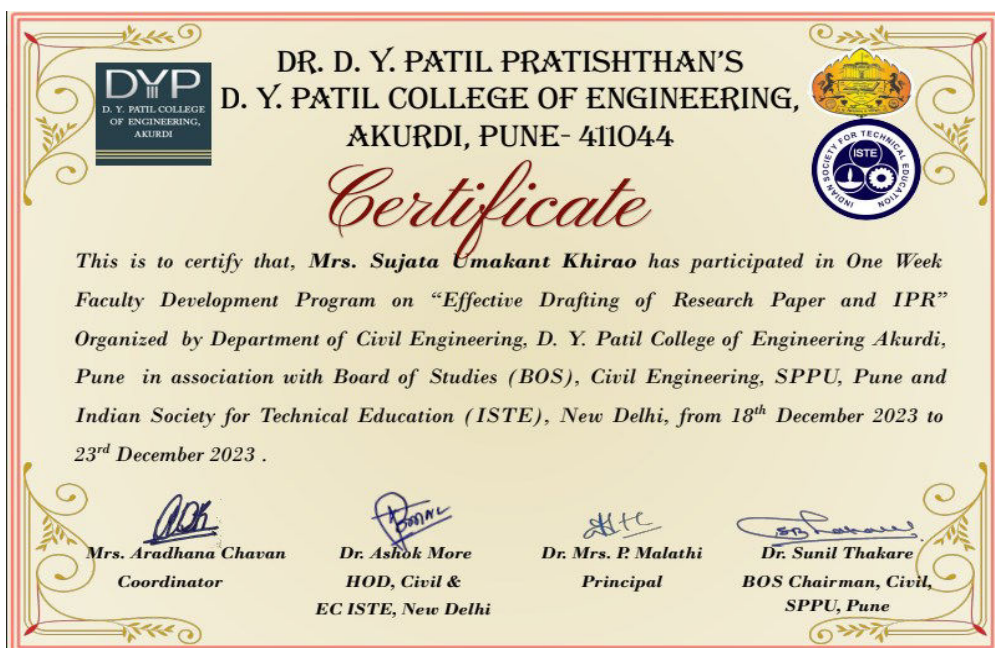 DYP
D. Y. PATIL COLLEGE
OF ENGINEERING,
AKURDI
DR. D. Y. PATIL PRATISHTHAN'S
D. Y. PATIL COLLEGE OF ENGINEERING,
AKURDI, PUNE- 411044
INDIAN SOCIETY FOR TECHNICAL EDUCATION
ISTE
Certificate
This is to certify that, Mrs. Sujata Umakant Khirao has participated in One Week
Faculty Development Program on “Effective Drafting of Research Paper and IPR”
Organized by Department of Civil Engineering, D. Y. Patil College of Engineering Akurdi,
Pune in association with Board of Studies (BOS), Civil Engineering, SPPU, Pune and
Indian Society for Technical Education (ISTE), New Delhi, from 18th December 2023 to
23rd December 2023 .
Mrs. Aradhana Chavan
Coordinator
Dr. Ashok More
HOD, Civil &
EC ISTE, New Delhi
Dr. Mrs. P. Malathi
Principal
Dr. Sunil Thakare
BOS Chairman, Civil,
SPPU, Pune